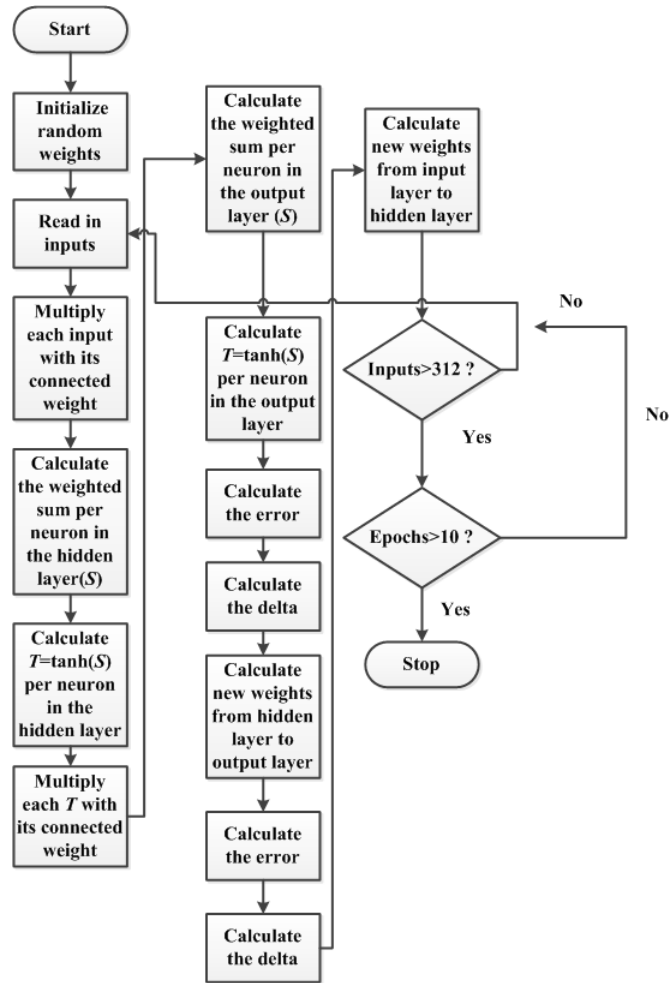 Start
Initialize
random
weights
Read in
inputs
Multiply
each input
with its
connected
weight
Calculate
the weighted
sum per
neuron in
the hidden
layer(S)
Calculate
T=tanh(S)
per neuron
in the
hidden layer
Multiply
each T with
its connected
weight
Calculate
the weighted
sum per
neuron in
the output
layer (S)
Calculate
T=tanh(S)
per neuron
in the output
layer
Calculate
the error
Calculate
the delta
Calculate
new weights
from hidden
layer to
output layer
Calculate
the error
Calculate
the delta
Calculate
new weights
from input
layer to
hidden layer
Inputs>312 ?
No
Yes
Epochs>10 ?
No
Yes
Stop